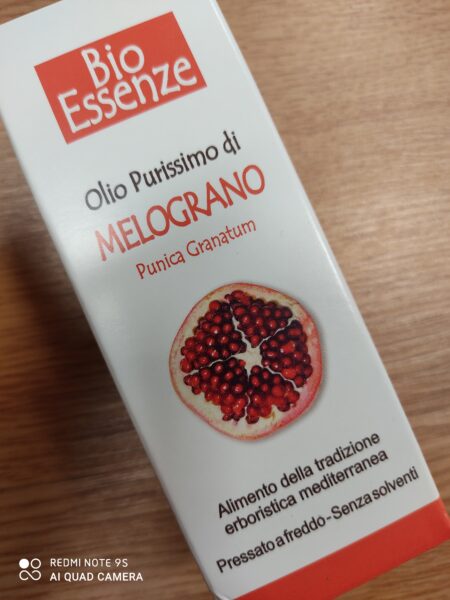 Bio
Essenze
Olio Purissimo di
MELOGRANO
Punica Granatum
Alimento della tradizione
erboristica mediterranea
Pressato a freddo - Senza solventi
REDMI NOTE 9S
AI QUAD CAMERA